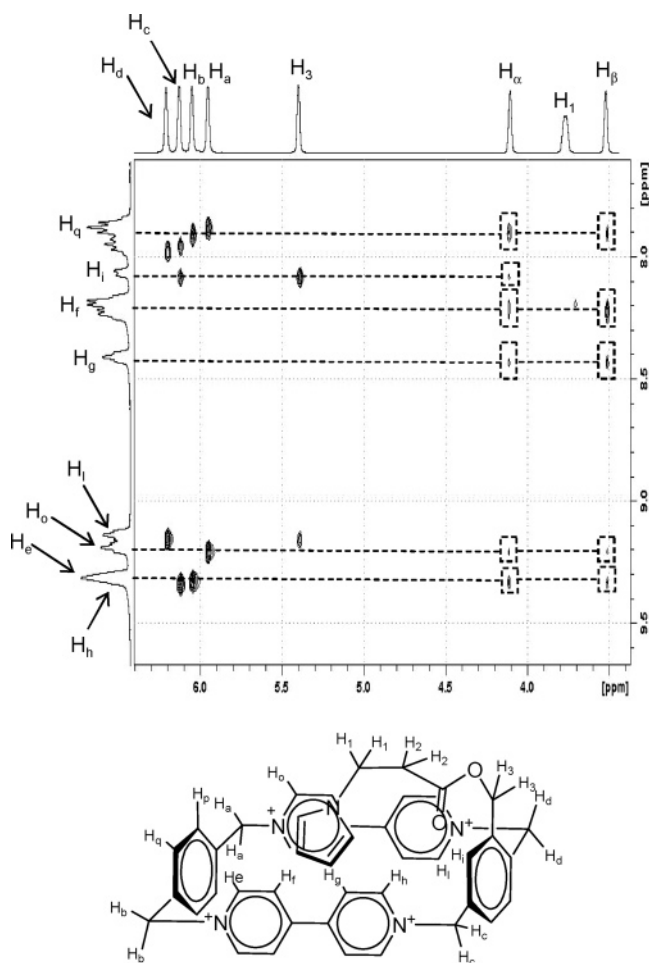 Hc
Hd Hb Ha H3 Hα H1 Hβ
[ppm]
Hq
8.0
Hi
Hf
Hg
8.5
Hl
9.0
Ho
He
Hh
9.5
6.0 5.5 5.0 4.5 4.0 [ppm]
H1 H1 H2
H2
O
H3
H3
Ho
Hp Ha
Hd
Hq
Ha
+
N
N
O
N
+
Hi
Hd
He Hf Hg Hh Hl
Hb
Hb
+
N
N
+
Hc
Hc